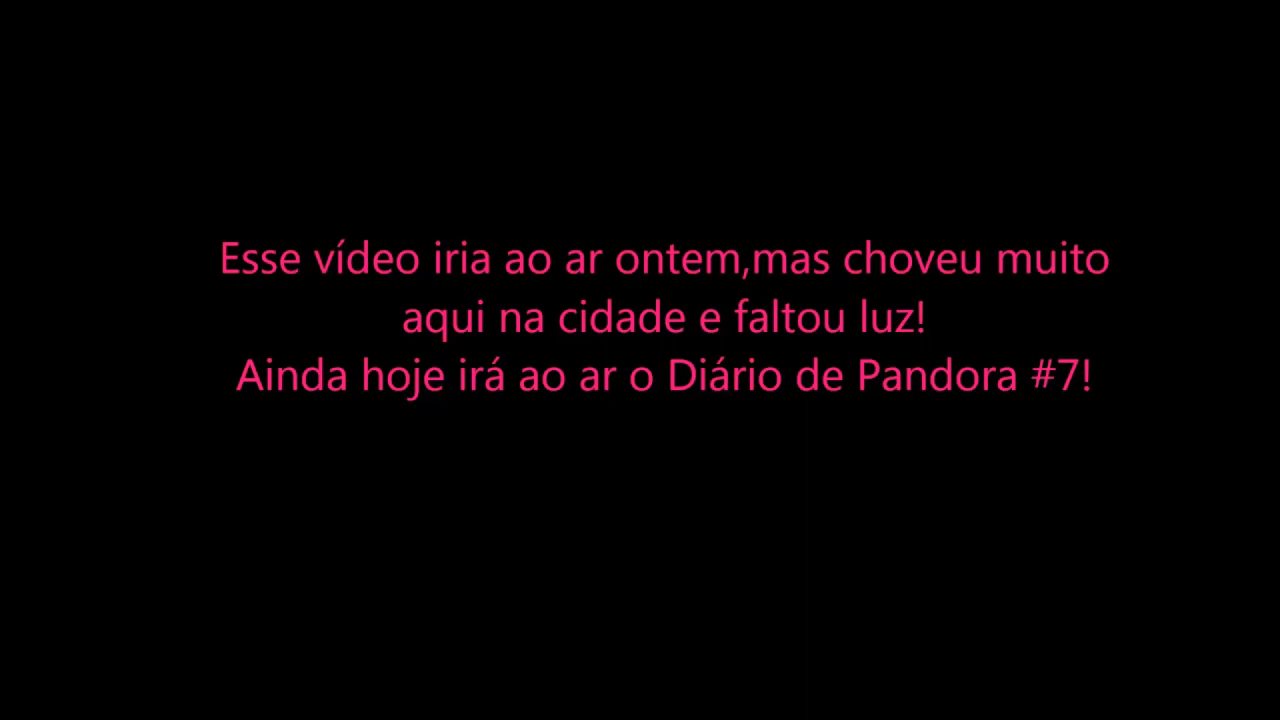 Esse vídeo iria ao ar ontem,mas choveu muito
aqui na cidade e faltou luz!
Ainda hoje irá ao ar o Diário de Pandora #7!